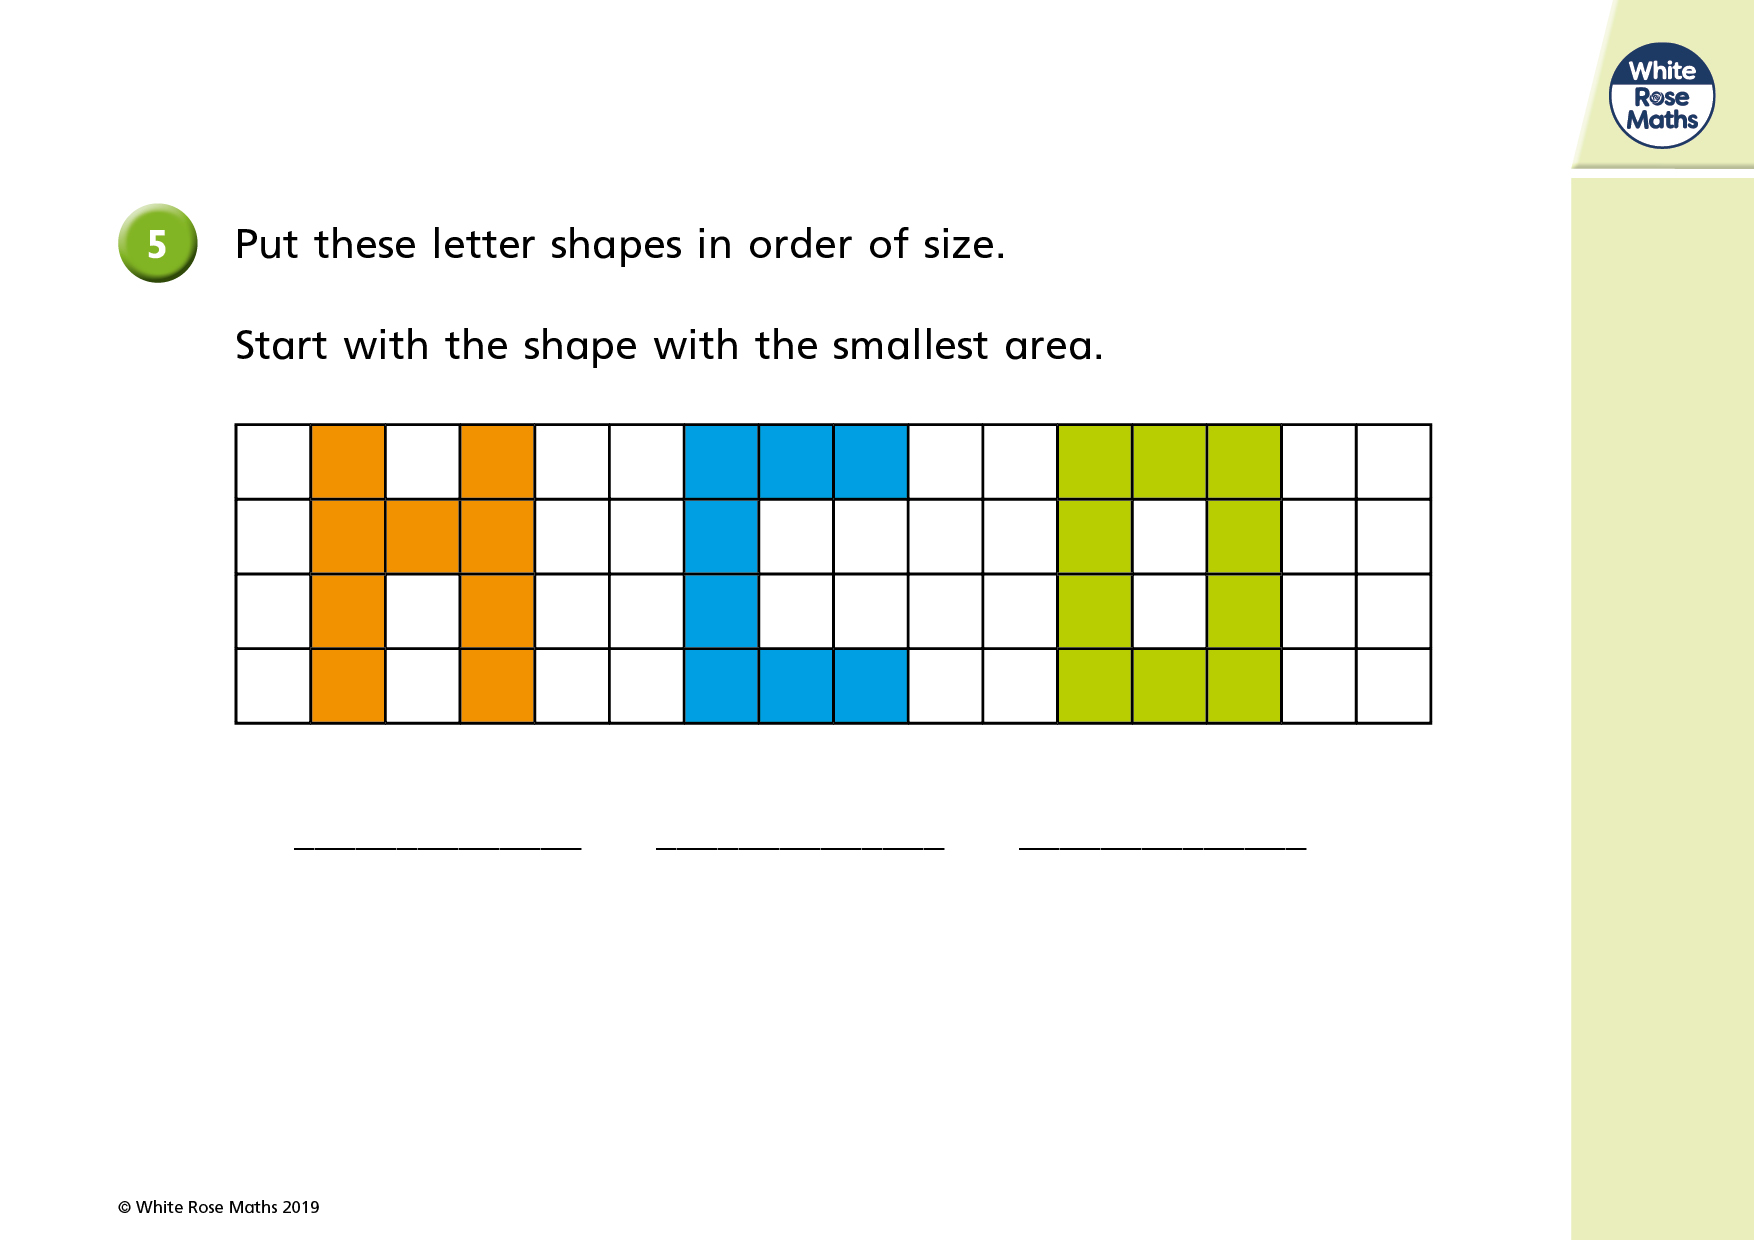 White
Rose
Maths
5 Put these letter shapes in order of size.
Start with the shape with the smallest area.
© White Rose Maths 2019